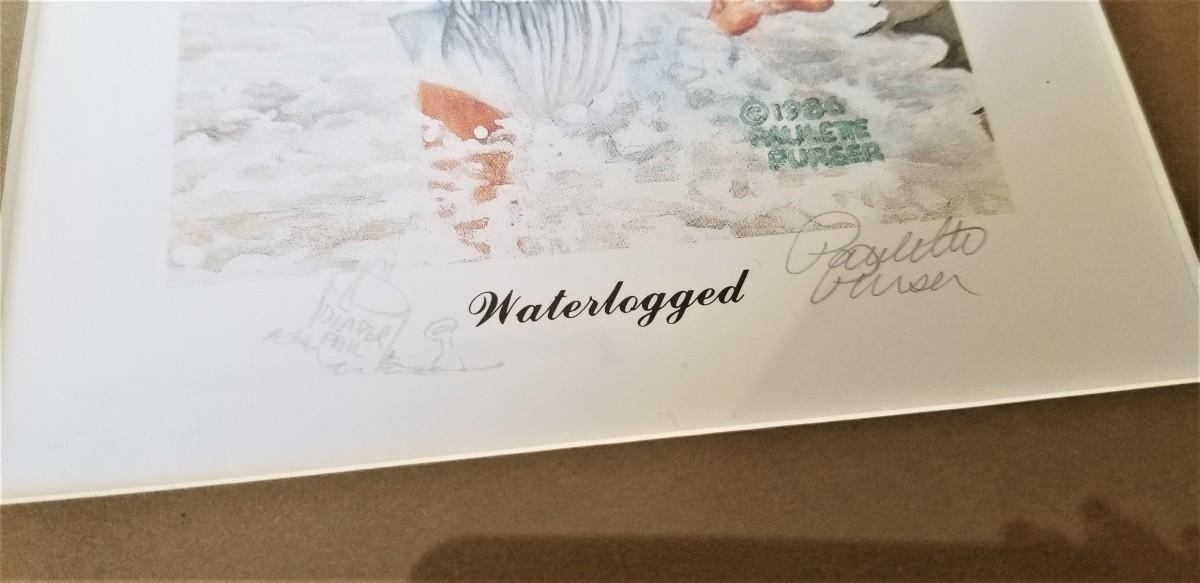 ©1986
PAULETTE
PURSER
Paulette
Purser
Waterlogged
DIAPER
PAIL